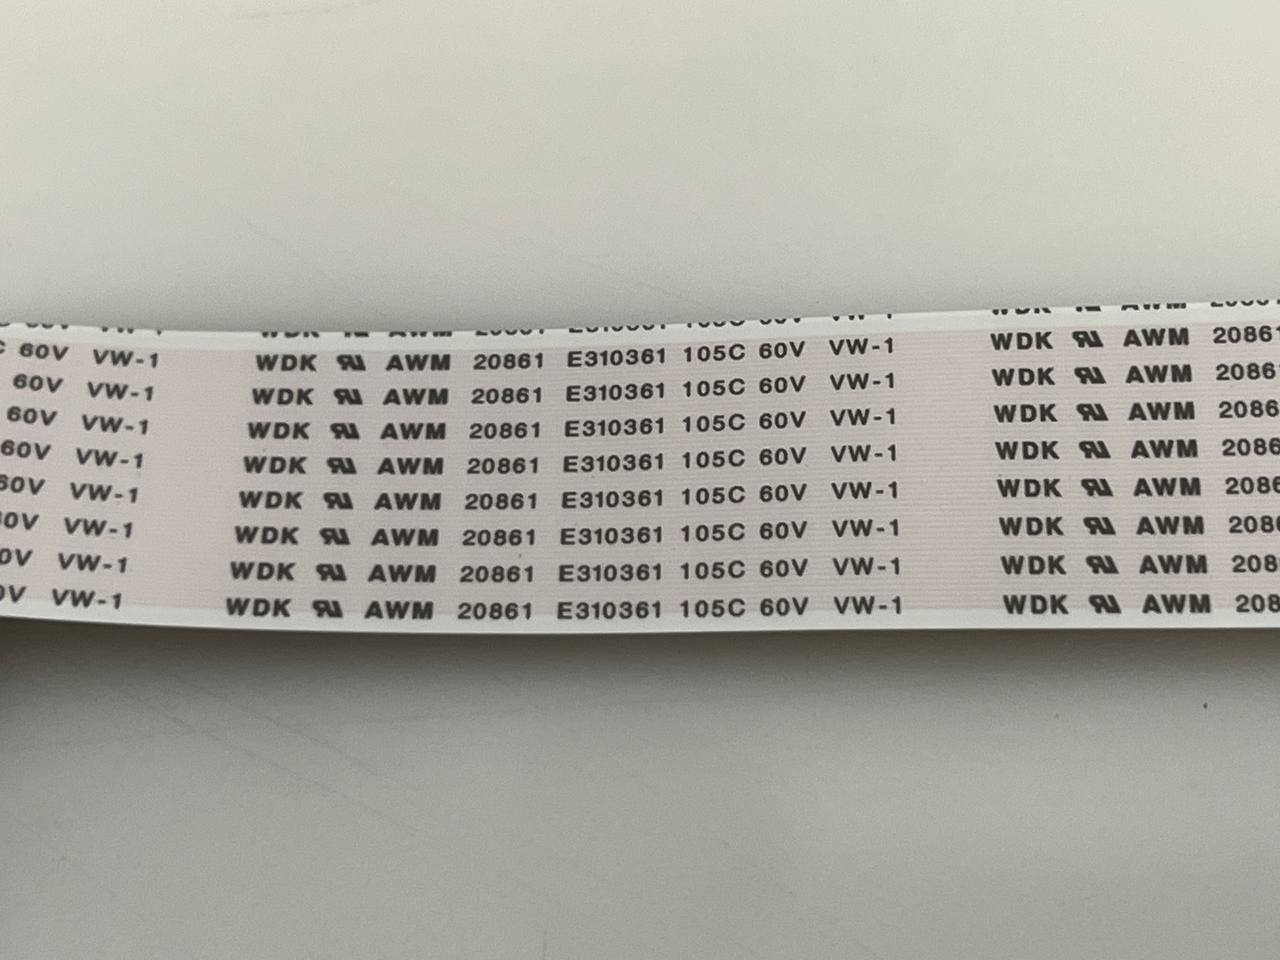 60V VW-1 WDK AWM 20861 E310361 105C 60V VW-1 WDK AWM 20861
60V VW-1 WDK AWM 20861 E310361 105C 60V VW-1 WDK AWM 2086
60V VW-1 WDK AWM 20861 E310361 105C 60V VW-1 WDK AWM 2086
60V VW-1 WDK AWM 20861 E310361 105C 60V VW-1 WDK AWM 2086
60V VW-1 WDK AWM 20861 E310361 105C 60V VW-1 WDK AWM 2086
0V VW-1 WDK AWM 20861 E310361 105C 60V VW-1 WDK AWM 208
0V VW-1 WDK AWM 20861 E310361 105C 60V VW-1 WDK AWM 208
V VW-1 WDK AWM 20861 E310361 105C 60V VW-1 WDK AWM 208